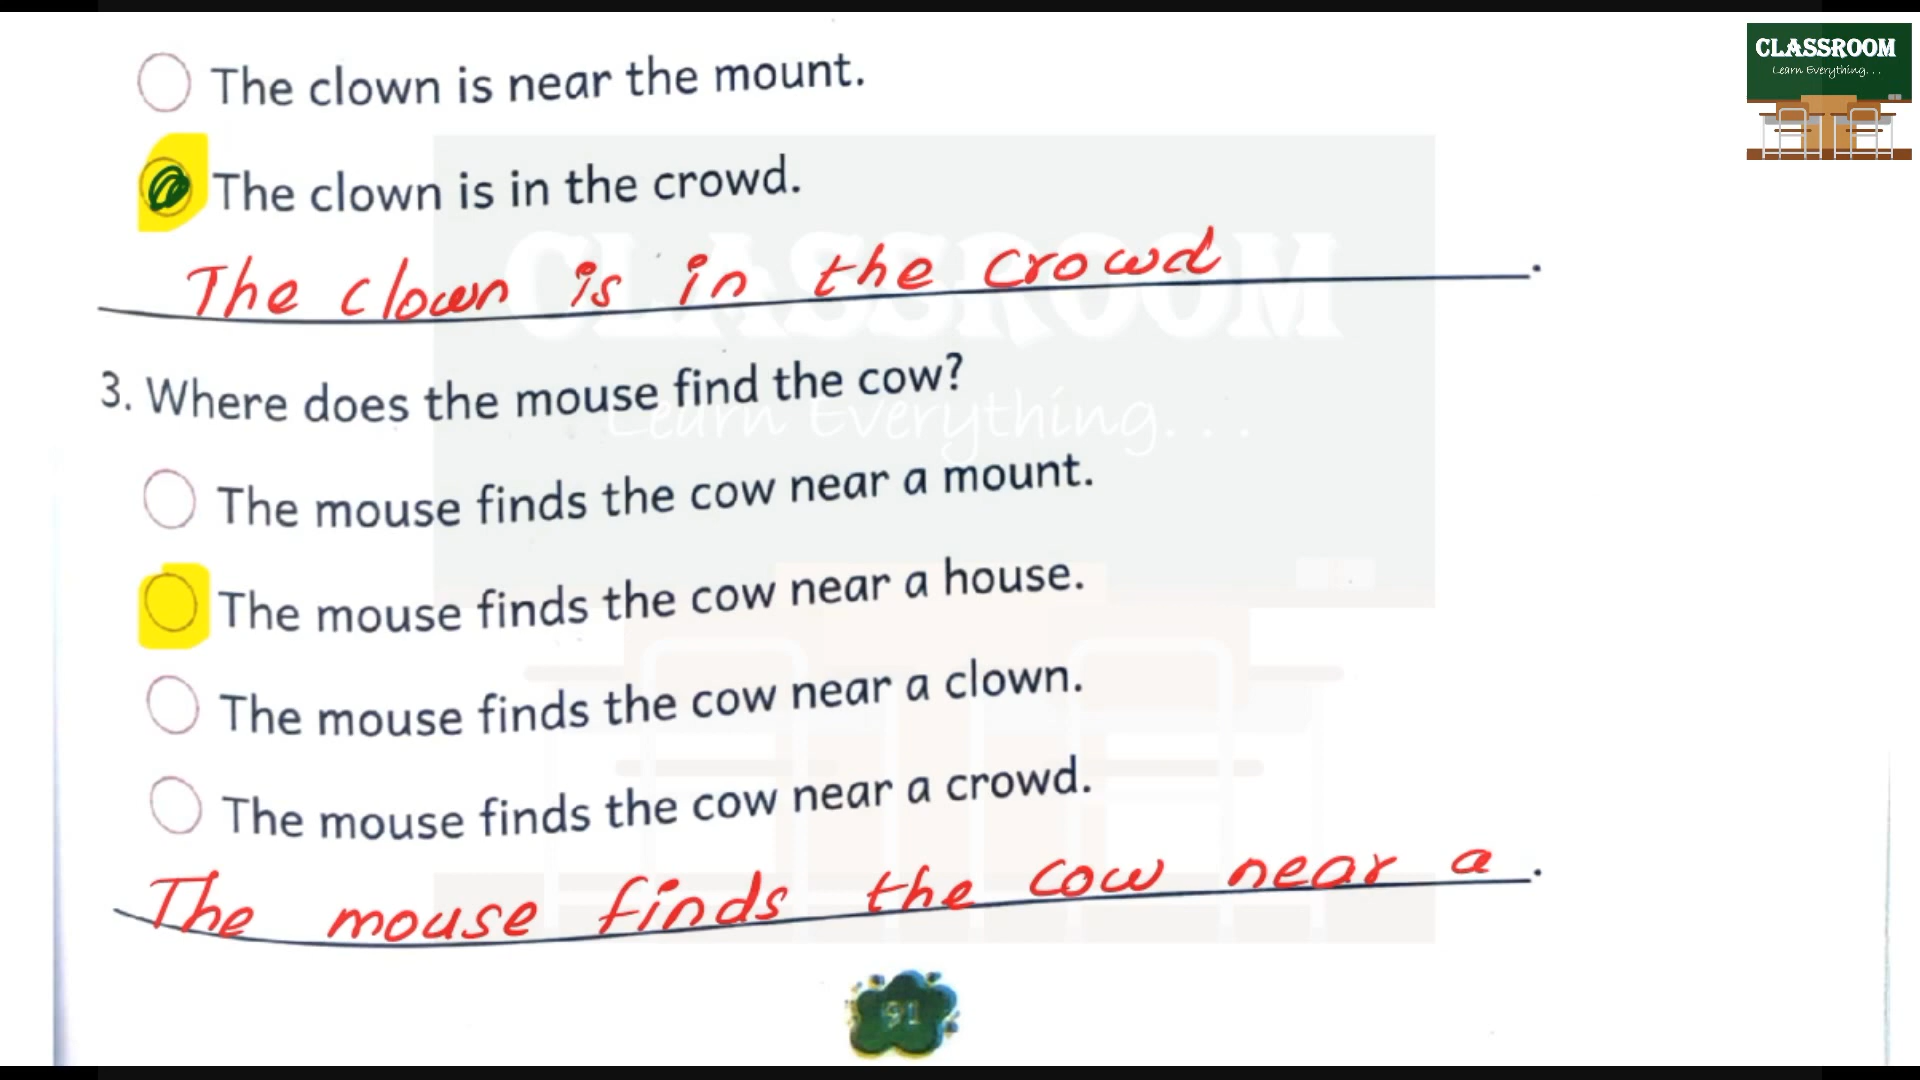 CLASSROOM
Learn Everything...
The clown is near the mount.
The clown is in the crowd.
The clown is in the crowd.
CLASSROOM
Learn Everything...
3. Where does the mouse find the cow?
The mouse finds the cow near a mount.
The mouse finds the cow near a house.
The mouse finds the cow near a clown.
The mouse finds the cow near a crowd.
The mouse finds the cow near a.
91